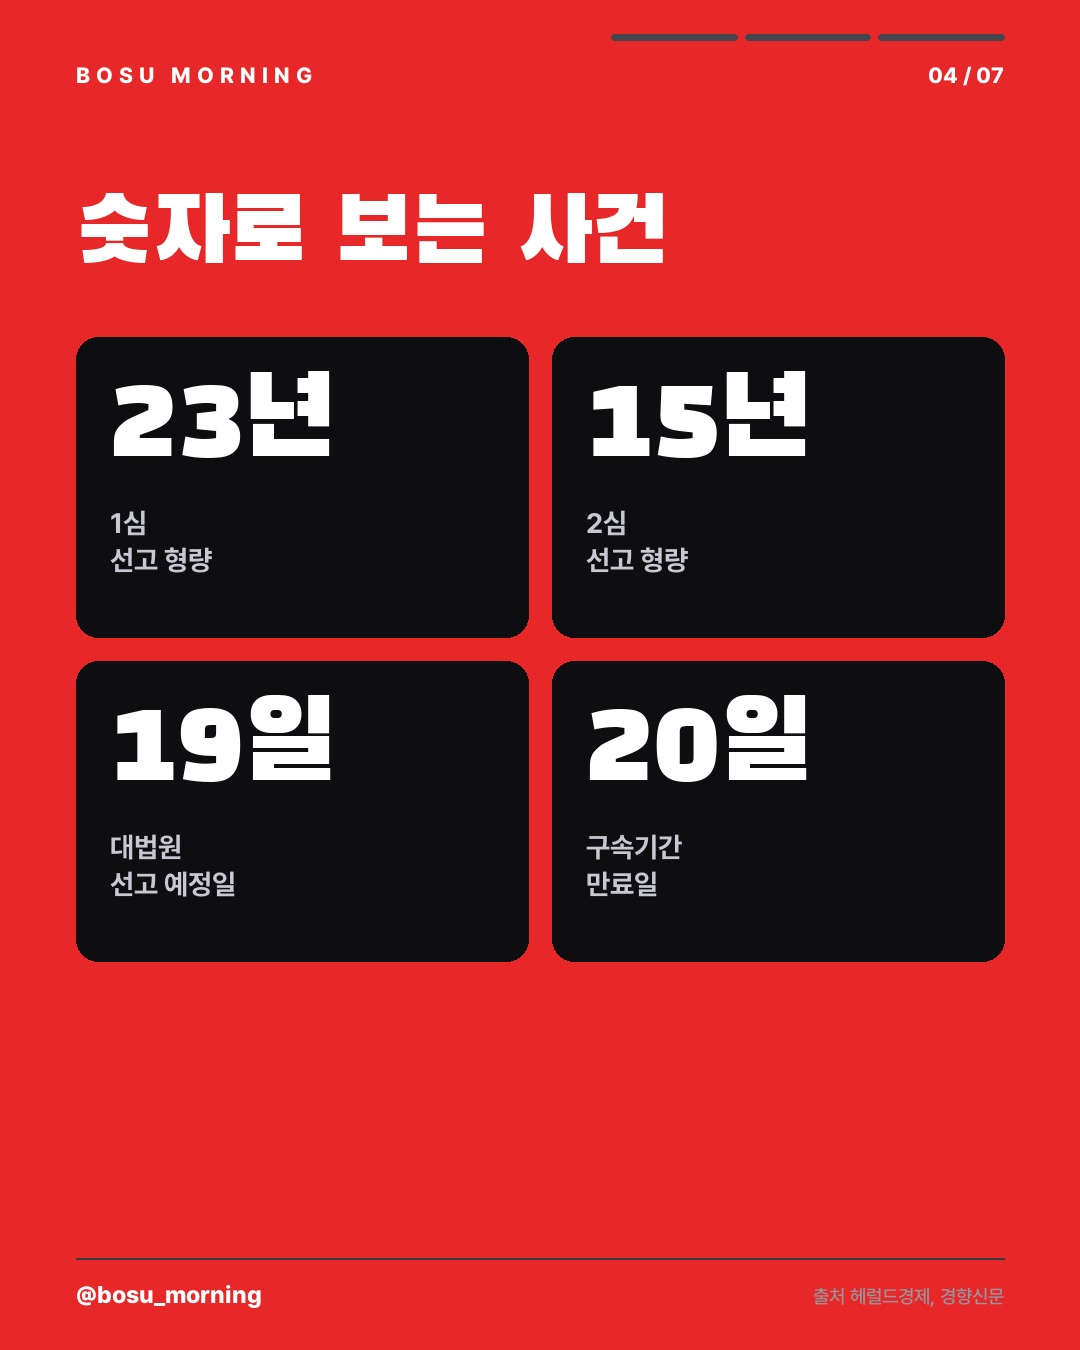 BOSU MORNING
04 / 07
숫자로 보는 사건
23년
1심
선고 형량
15년
2심
선고 형량
19일
대법원
선고 예정일
20일
구속기간
만료일
@bosu_morning
출처 헤럴드경제, 경향신문